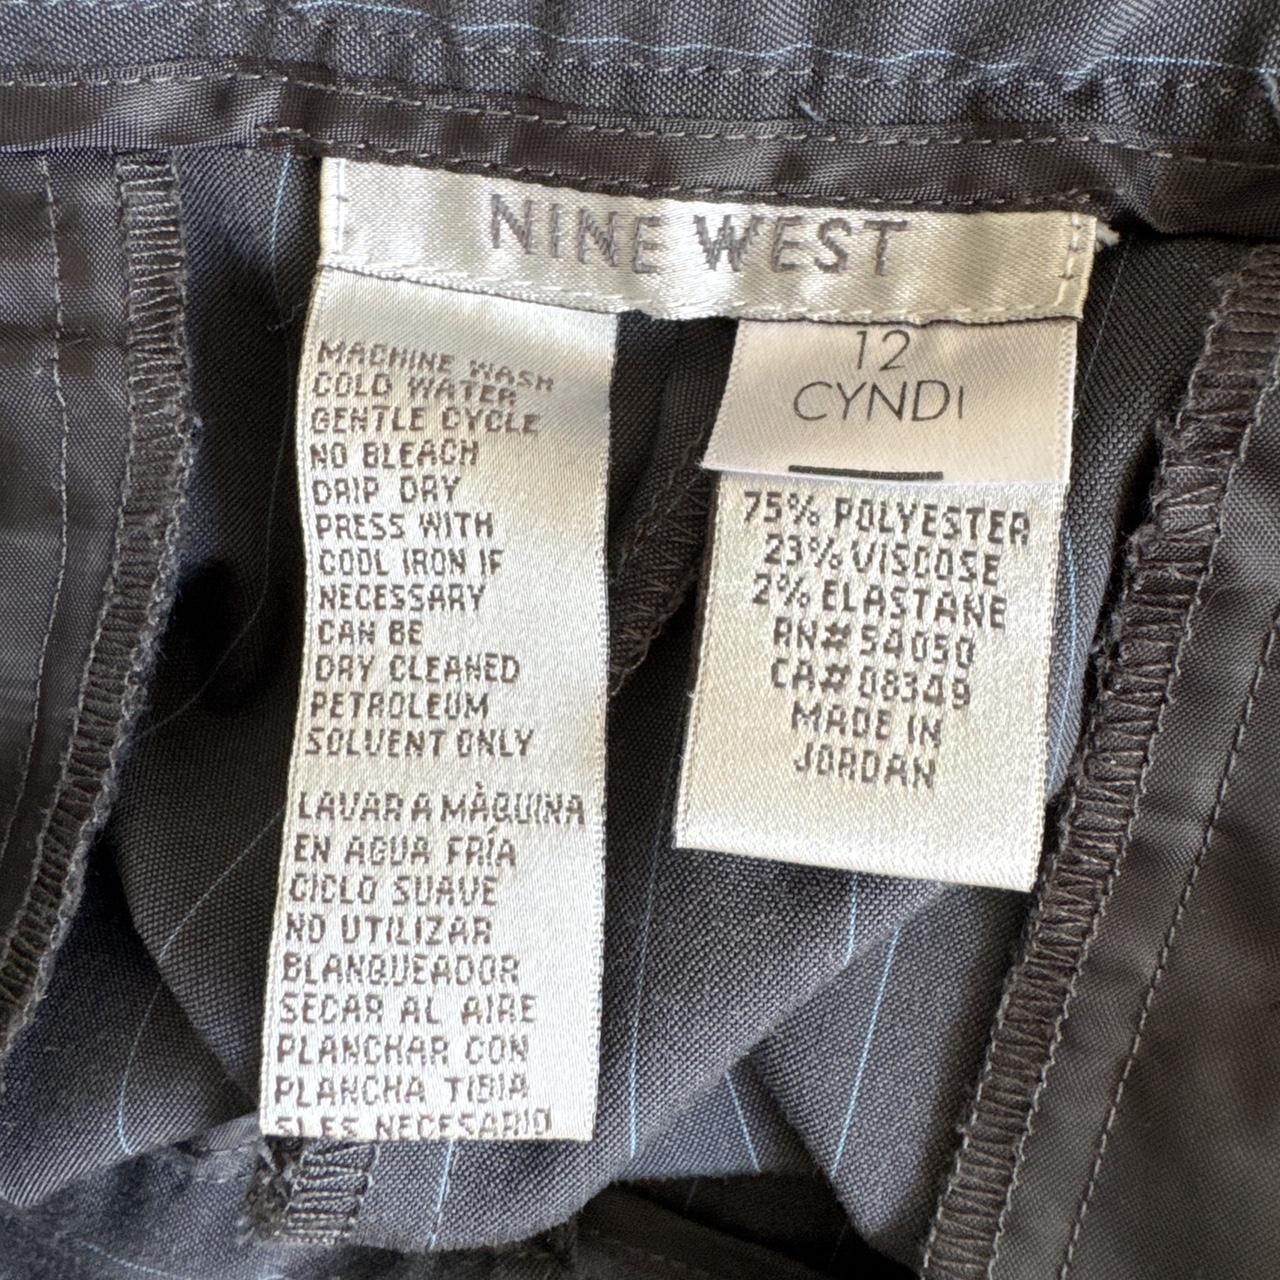 NINE WEST
MACHINE WASH
COLD WATER
GENTLE CYCLE
NO BLEACH
DRIP DRY
PRESS WITH
COOL IRON IF
NECESSARY
CAN BE
DRY CLEANED
PETROLEUM
SOLVENT ONLY
LAVAR A MÀQUINA
EN AGUA FRÍA
CICLO SUAVE
NO UTILIZAR
BLANQUEADOR
SECAR AL AIRE
PLANCHAR CON
PLANCHA TIBIA
SI ES NECESARIO
12
CYNDI
75% POLYESTER
23% VISCOSE
2% ELASTANE
RN# 54050
CA# 08349
MADE IN
JORDAN